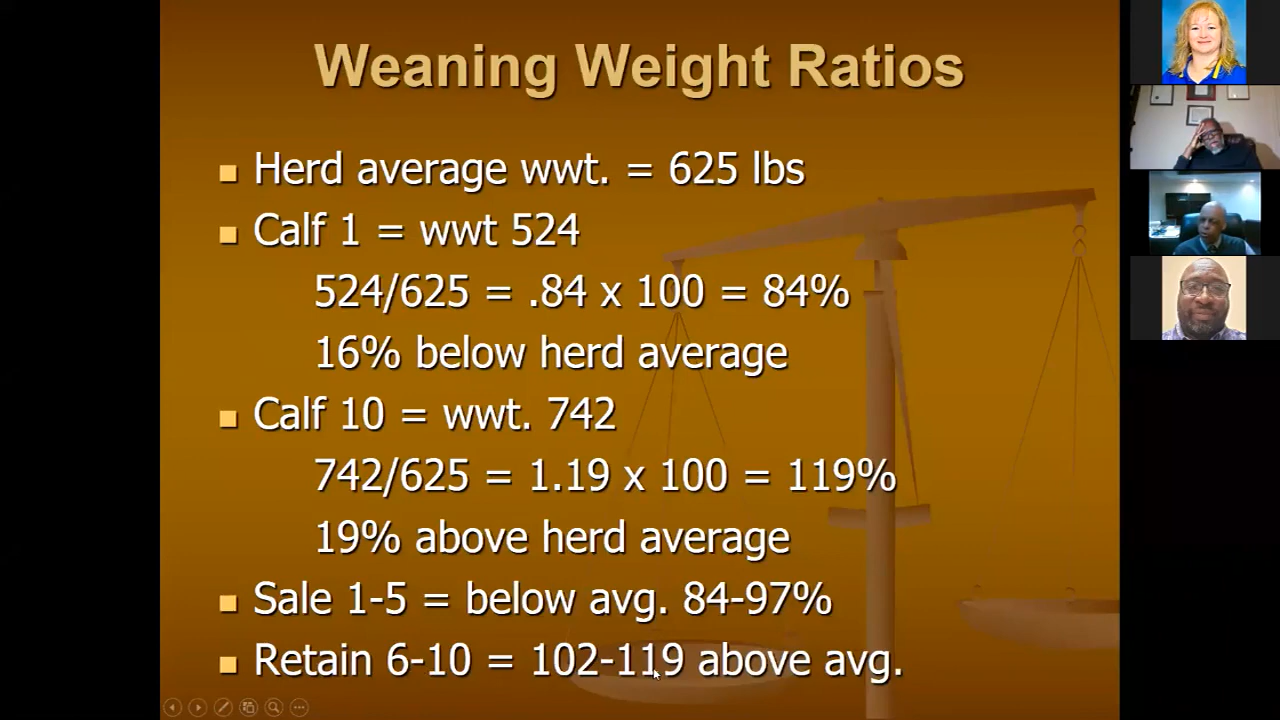 Weaning Weight Ratios
Herd average wwt. = 625 lbs
Calf 1 = wwt 524
524/625 = .84 x 100 = 84%
16% below herd average
Calf 10 = wwt. 742
742/625 = 1.19 x 100 = 119%
19% above herd average
Sale 1-5 = below avg. 84-97%
Retain 6-10 = 102-119 above avg.